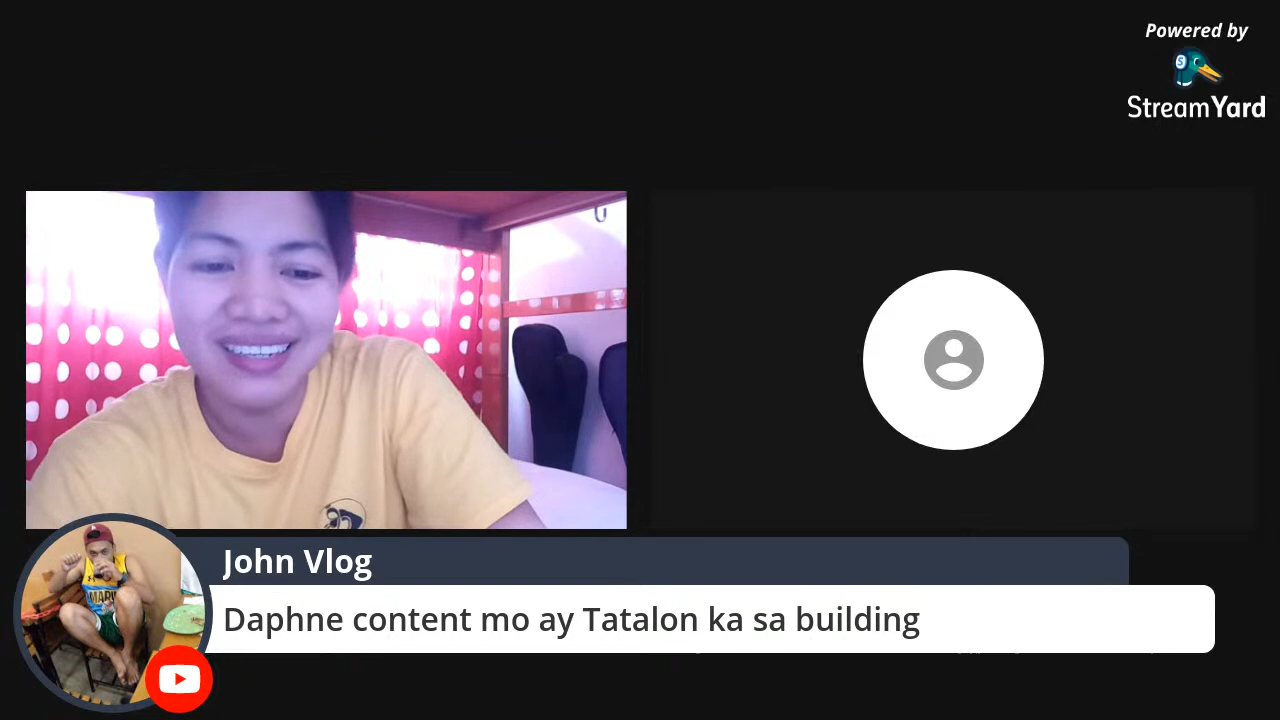 Powered by
StreamYard
John Vlog
Daphne content mo ay Tatalon ka sa building